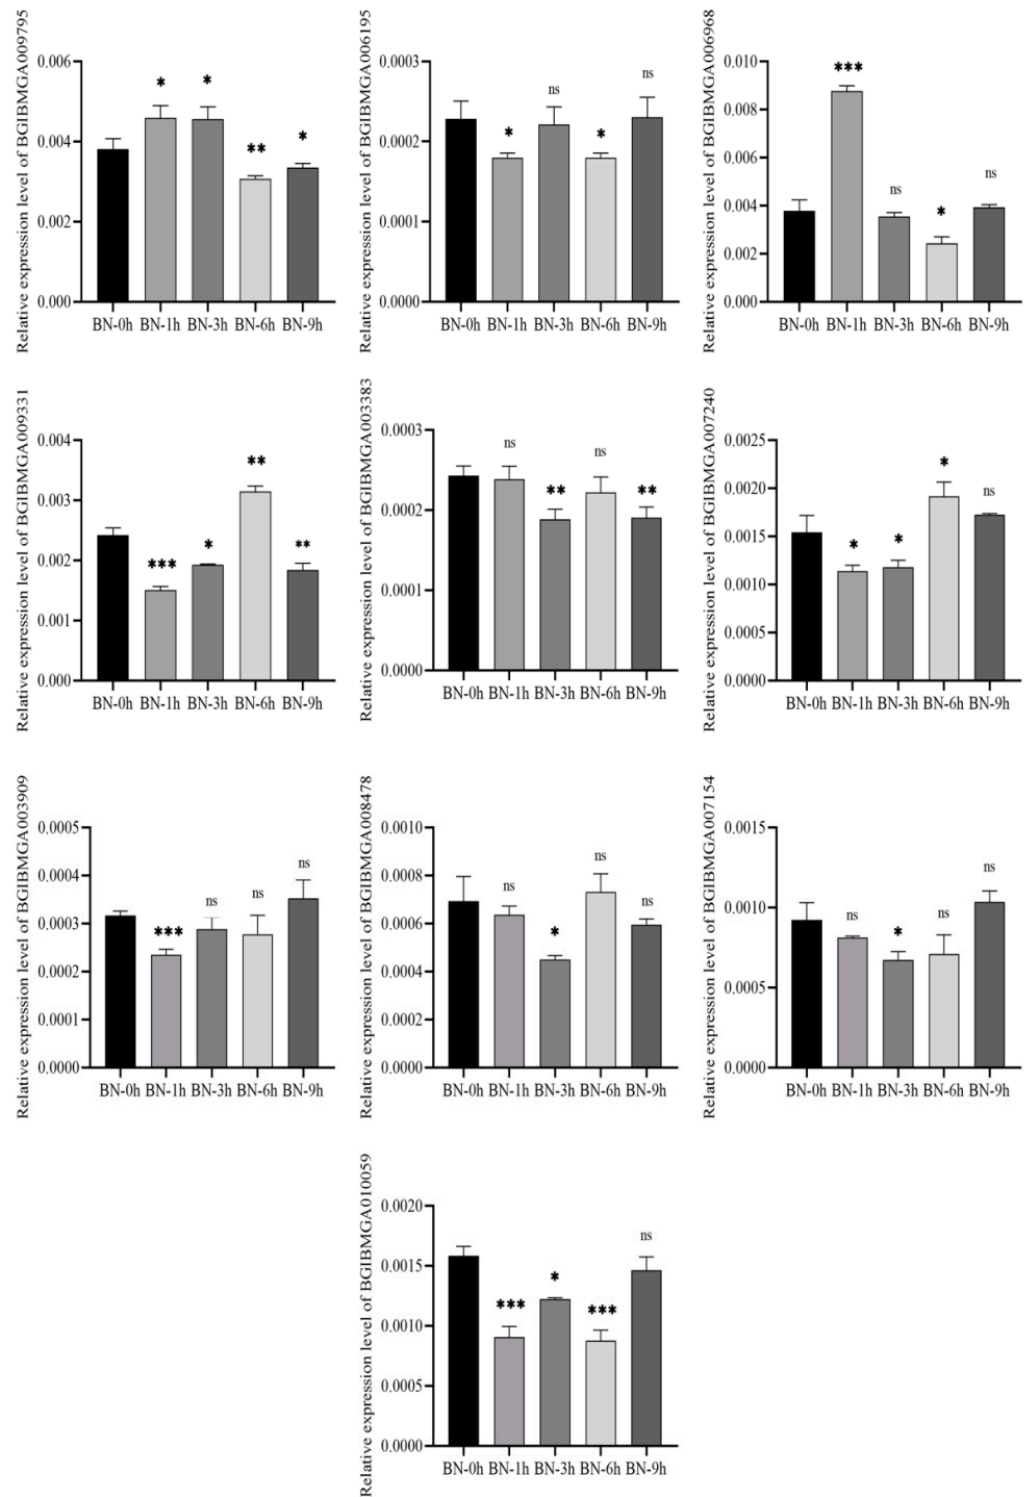 Relative expression level of BGIBMGA009795
0.006
0.004
0.002
0.000
*
*
**
*
BN-0h BN-1h BN-3h BN-6h BN-9h
Relative expression level of BGIBMGA006195
0.0003
0.0002
0.0001
0.0000
*
ns
*
ns
BN-0h BN-1h BN-3h BN-6h BN-9h
Relative expression level of BGIBMGA006968
0.010
0.008
0.006
0.004
0.002
0.000
***
ns
*
ns
BN-0h BN-1h BN-3h BN-6h BN-9h
Relative expression level of BGIBMGA009331
0.004
0.003
0.002
0.001
0.000
***
*
**
**
BN-0h BN-1h BN-3h BN-6h BN-9h
Relative expression level of BGIBMGA003383
0.0003
0.0002
0.0001
0.0000
ns
**
ns
**
BN-0h BN-1h BN-3h BN-6h BN-9h
Relative expression level of BGIBMGA007240
0.0025
0.0020
0.0015
0.0010
0.0005
0.0000
*
*
*
ns
BN-0h BN-1h BN-3h BN-6h BN-9h
Relative expression level of BGIBMGA003909
0.0005
0.0004
0.0003
0.0002
0.0001
0.0000
***
ns
ns
ns
BN-0h BN-1h BN-3h BN-6h BN-9h
Relative expression level of BGIBMGA008478
0.0010
0.0008
0.0006
0.0004
0.0002
0.0000
ns
*
ns
ns
BN-0h BN-1h BN-3h BN-6h BN-9h
Relative expression level of BGIBMGA007154
0.0015
0.0010
0.0005
0.0000
ns
*
ns
ns
BN-0h BN-1h BN-3h BN-6h BN-9h
Relative expression level of BGIBMGA010059
0.0020
0.0015
0.0010
0.0005
0.0000
***
*
***
ns
BN-0h BN-1h BN-3h BN-6h BN-9h